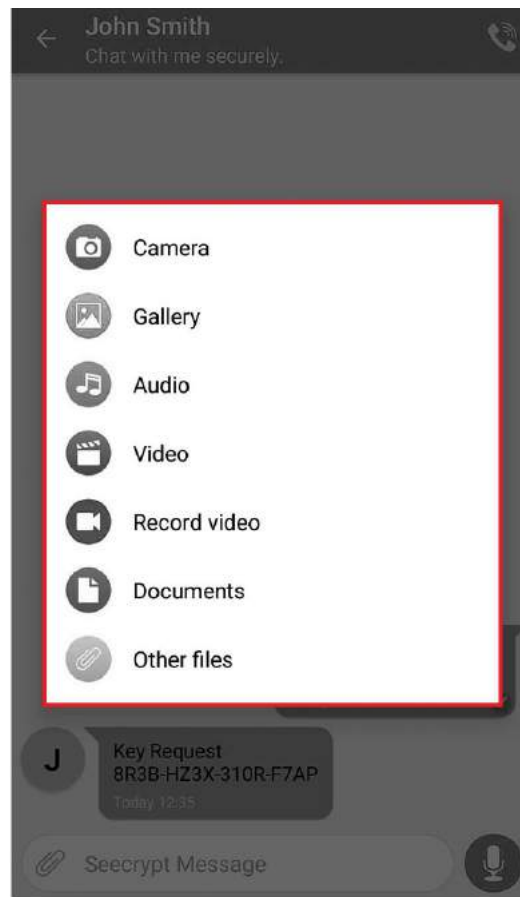 John Smith
Chat with me securely.
Camera
Gallery
Audio
Video
Record video
Documents
Other files
J
Key Request
8R3B-HZ3X-310R-F7AP
Today 12:35
Seecrypt Message